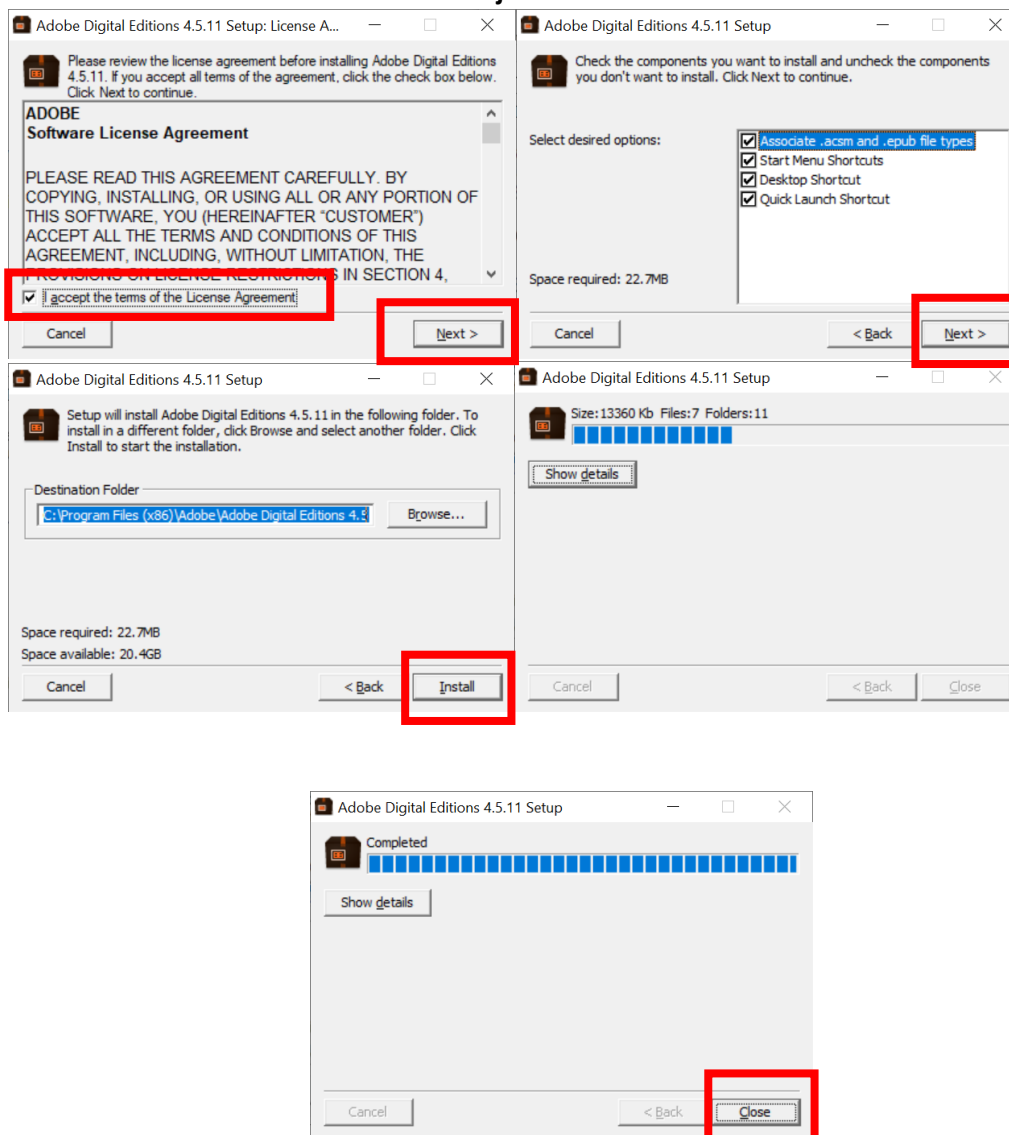 Adobe Digital Editions 4.5.11 Setup: License A...
Please review the license agreement before installing Adobe Digital Editions
4.5.11. If you accept all terms of the agreement, click the check box below.
Click Next to continue.
ADOBE
Software License Agreement
PLEASE READ THIS AGREEMENT CAREFULLY. BY
COPYING, INSTALLING, OR USING ALL OR ANY PORTION OF
THIS SOFTWARE, YOU (HEREINAFTER “CUSTOMER”)
ACCEPT ALL THE TERMS AND CONDITIONS OF THIS
AGREEMENT, INCLUDING, WITHOUT LIMITATION, THE
PROVISIONS ON LICENSE RESTRICTIONS IN SECTION 4,
I accept the terms of the License Agreement
Cancel
Next >
Adobe Digital Editions 4.5.11 Setup
Check the components you want to install and uncheck the components
you don't want to install. Click Next to continue.
Select desired options:
Associate .acsm and .epub file types
Start Menu Shortcuts
Desktop Shortcut
Quick Launch Shortcut
Space required: 22.7MB
Cancel
< Back
Next >
Adobe Digital Editions 4.5.11 Setup
Setup will install Adobe Digital Editions 4.5.11 in the following folder. To
install in a different folder, click Browse and select another folder. Click
Install to start the installation.
Destination Folder
C:\Program Files (x86)\Adobe\Adobe Digital Editions 4.5
Browse...
Space required: 22.7MB
Space available: 20.4GB
Cancel
< Back
Install
Adobe Digital Editions 4.5.11 Setup
Size:13360 Kb Files:7 Folders:11
Show details
Cancel
< Back
Close
Adobe Digital Editions 4.5.11 Setup
Completed
Show details
Cancel
< Back
Close